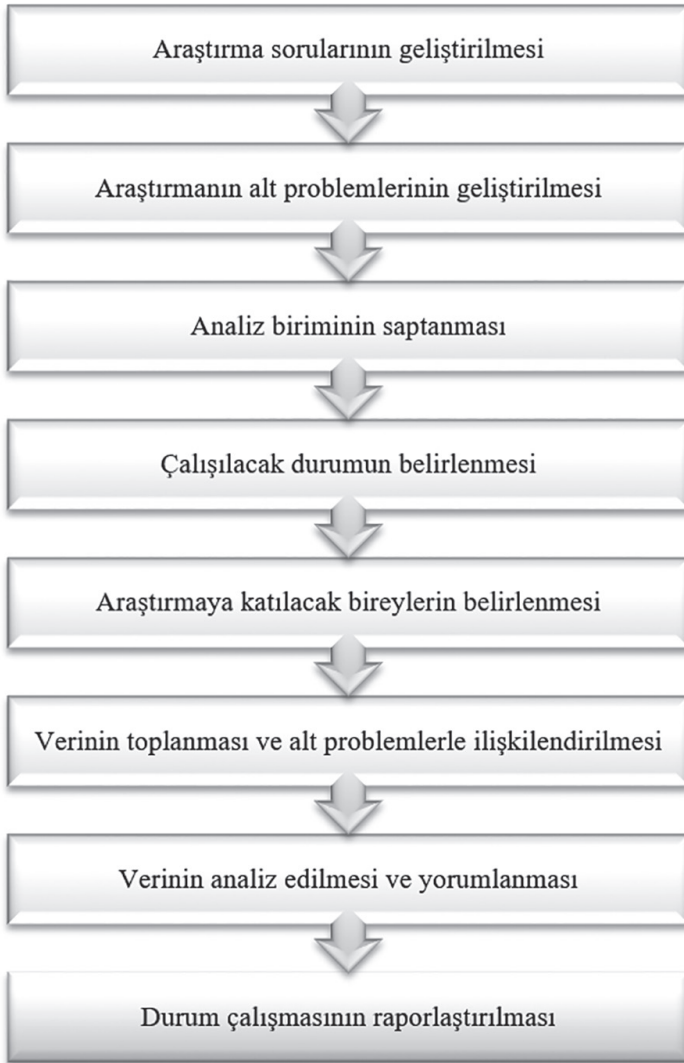 Araştırma sorularının geliştirilmesi
Araştırmanın alt problemlerinin geliştirilmesi
Analiz biriminin saptanması
Çalışılacak durumun belirlenmesi
Araştırmaya katılacak bireylerin belirlenmesi
Verinin toplanması ve alt problemlerle ilişkilendirilmesi
Verinin analiz edilmesi ve yorumlanması
Durum çalışmasının raporlaştırılması